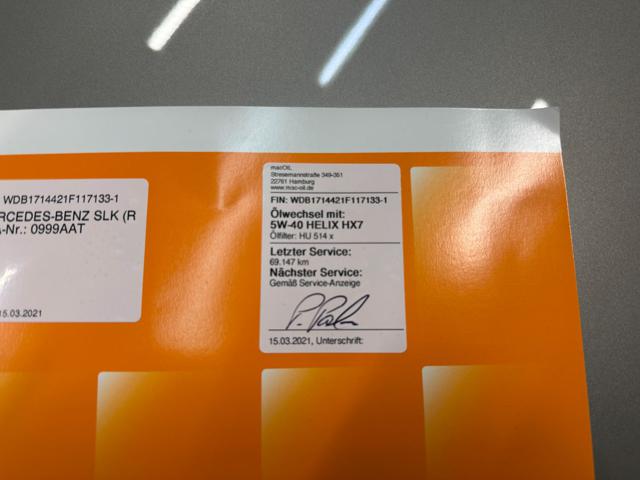 WDB1714421F117133-1
RCEDES-BENZ SLK (R
-Nr.: 0999AAT
15.03.2021
macOIL
Stresemannstraße 349-351
22761 Hamburg
www.mac-oil.de
FIN: WDB1714421F117133-1
Ölwechsel mit:
5W-40 HELIX HX7
Ölfilter: HU 514 x
Letzter Service:
69.147 km
Nächster Service:
Gemäß Service-Anzeige
15.03.2021, Unterschrift: